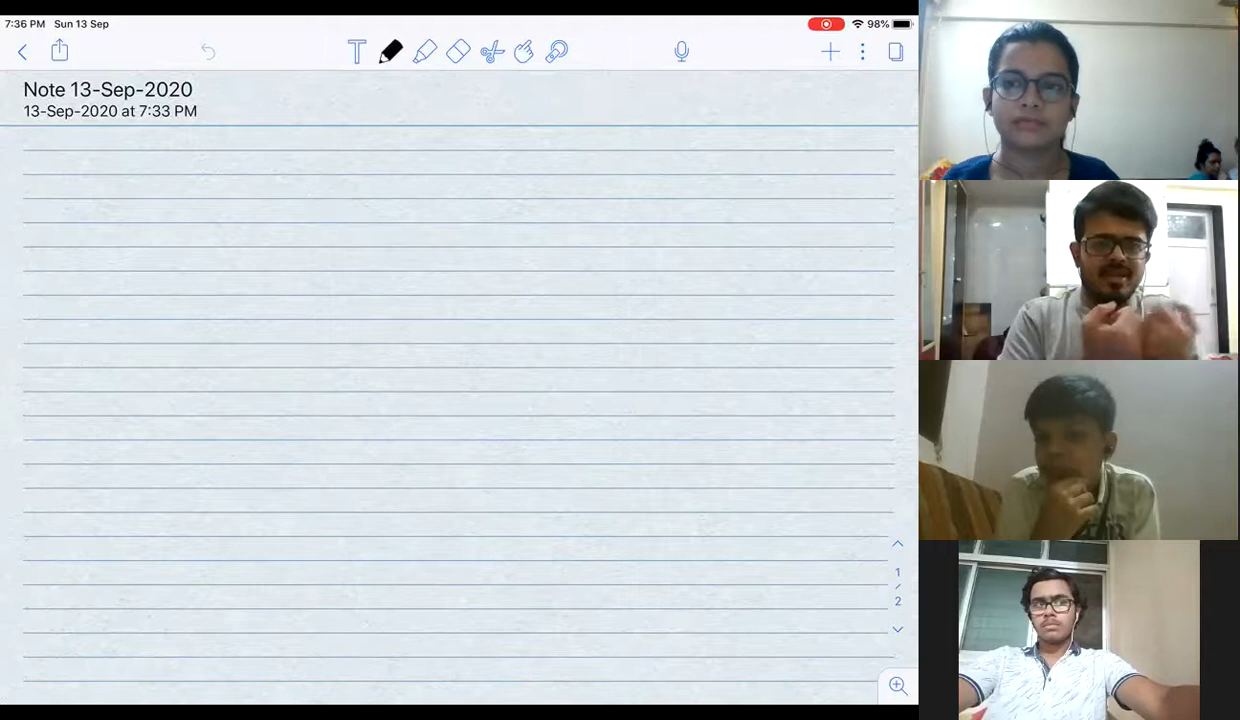 7:36 PM Sun 13 Sep
98%
T
Note 13-Sep-2020
13-Sep-2020 at 7:33 PM
1
2